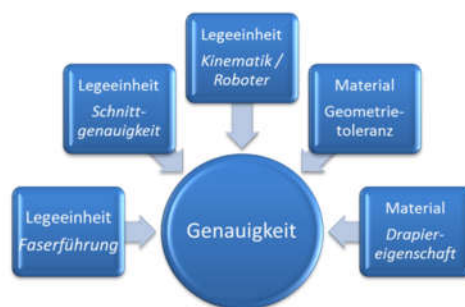 Legeeinheit
Kinematik /
Roboter
Legeeinheit
Schnitt-
genauigkeit
Material
Geometrie-
toleranz
Legeeinheit
Faserführung
Genauigkeit
Material
Drapier-
eigenschaft